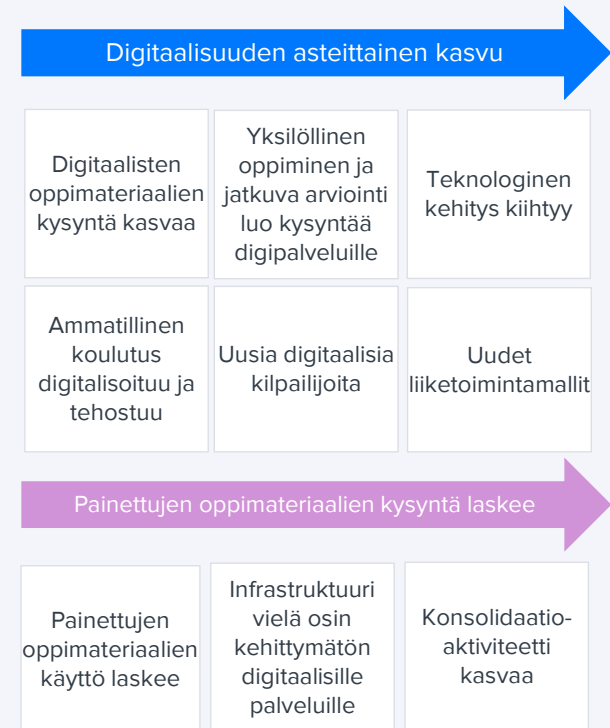 Digitaalisuuden asteittainen kasvu
Digitaalisten
oppimateriaalien
kysyntä kasvaa
Yksilöllinen
oppiminen ja
jatkuva arviointi
luo kysyntää
digipalveluille
Teknologinen
kehitys kiihtyy
Ammatillinen
koulutus
digitalisoituu ja
tehostuu
Uusia digitaalisia
kilpailijoita
Uudet
liiketoimintamallit
Painettujen oppimateriaalien kysyntä laskee
Painettujen
oppimateriaalien
käyttö laskee
Infrastruktuuri
vielä osin
kehittymätön
digitaalisille
palveluille
Konsolidaatio-
aktiviteetti
kasvaa